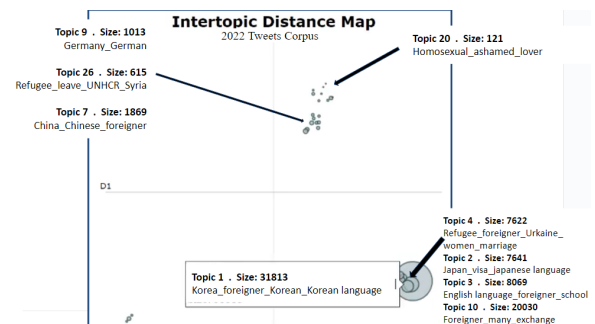 Intertopic Distance Map
2022 Tweets Corpus
Topic 9 . Size: 1013
Germany_German
Topic 26 . Size: 615
Refugee_leave_UNHCR_Syria
Topic 7 . Size: 1869
China_Chinese_foreigner
Topic 20 . Size: 121
Homosexual_ashamed_lover
D1
Topic 1 . Size: 31813
Korea_foreigner_Korean_Korean language
Topic 4 . Size: 7622
Refugee_foreigner_Urkaine_
women_marriage
Topic 2 . Size: 7641
Japan_visa_japanese language
Topic 3 . Size: 8069
English language_foreigner_school
Topic 10 . Size: 20030
Foreigner_many_exchange